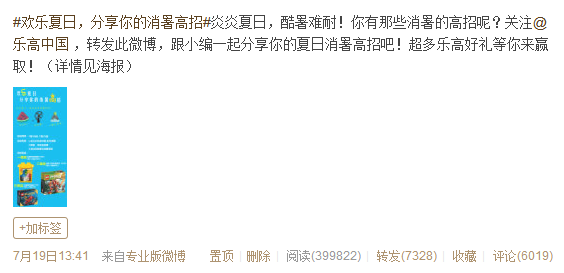 #欢乐夏日，分享你的消暑高招#炎炎夏日，酷暑难耐！你有那些消暑的高招呢？关注@
乐高中国 ，转发此微博，跟小编一起分享你的夏日消暑高招吧！超多乐高好礼等你来赢
取！（详情见海报）
+加标签
7月19日13:41 来自专业版微博 置顶 | 删除 | 阅读(399822) | 转发(7328) | 收藏 | 评论(6019)